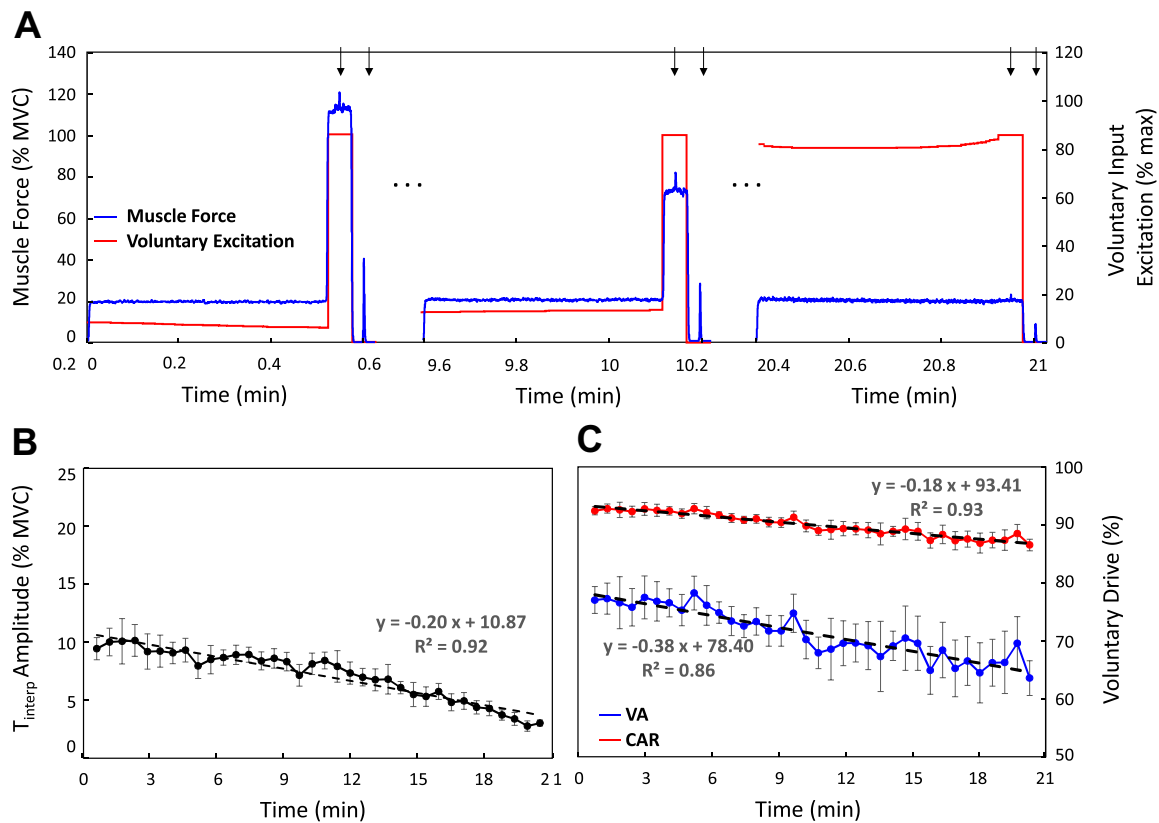 A
140
120
100
80
60
40
20
0
Muscle Force (% MVC)
120
100
80
60
40
20
0
Voluntary Input
Excitation (% max)
Muscle Force
Voluntary Excitation
...
...
0.2 0 0.2 0.4 0.6 9.6 9.8 10 10.2 20.4 20.6 20.8 21
Time (min) Time (min) Time (min)
B
25
20
15
10
5
0
Tinterp Amplitude (% MVC)
y = -0.20 x + 10.87
R² = 0.92
0 3 6 9 12 15 18 2 1
Time (min)
C
100
90
80
70
60
50
Voluntary Drive (%)
y = -0.18 x + 93.41
R² = 0.93
y = -0.38 x + 78.40
R² = 0.86
VA
CAR
0 3 6 9 12 15 18 21
Time (min)